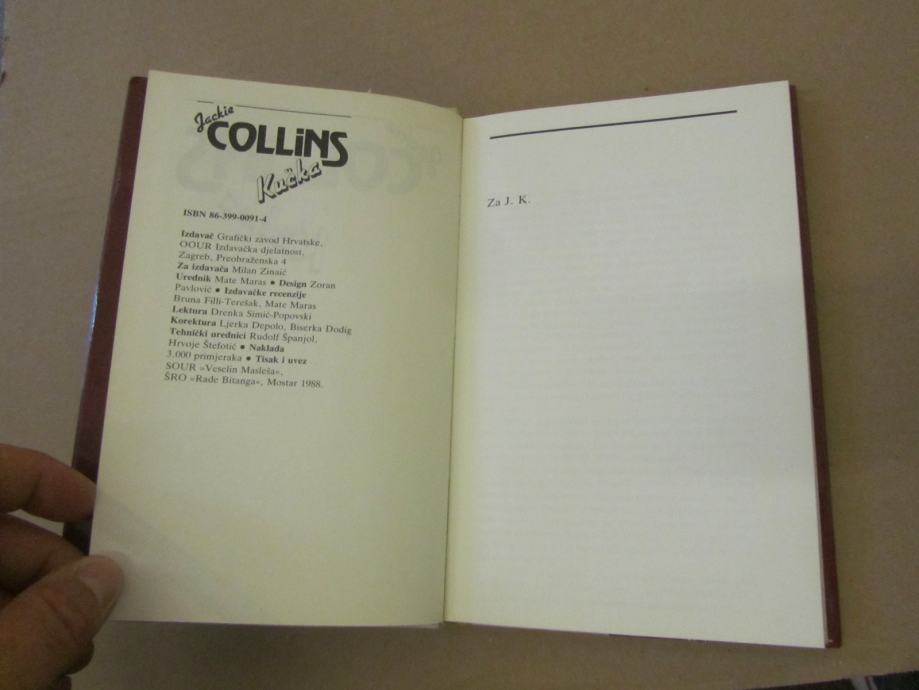 Jackie
COLLiNS
Kučka
ISBN 86-399-0091-4
Izdavač Grafički zavod Hrvatske,
OOUR Izdavačka djelatnost,
Zagreb, Preobraženska 4
Za izdavača Milan Zinaić
Urednik Mate Maras • Design Zoran
Pavlović • Izdavačke recenzije
Bruna Filli-Terešak, Mate Maras
Lektura Drenka Simić-Popovski
Korektura Ljerka Depolo, Biserka Dodig
Tehnički urednici Rudolf Španjol,
Hrvoje Štefotić • Naklada
3.000 primjeraka • Tisak i uvez
SOUR »Veselin Masleša«,
ŠRO »Rade Bitanga«, Mostar 1988.
Za J. K.